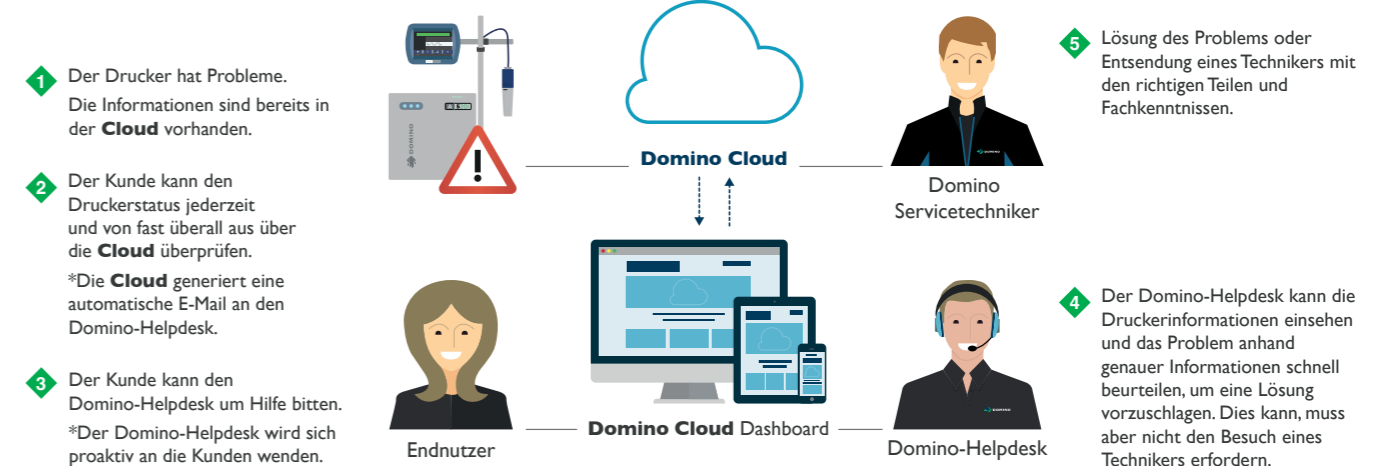 1
Der Drucker hat Probleme.
Die Informationen sind bereits in
der Cloud vorhanden.
2
Der Kunde kann den
Druckerstatus jederzeit
und von fast überall aus über
die Cloud überprüfen.
*Die Cloud generiert eine
automatische E-Mail an den
Domino-Helpdesk.
3
Der Kunde kann den
Domino-Helpdesk um Hilfe bitten.
*Der Domino-Helpdesk wird sich
proaktiv an die Kunden wenden.
DOMINO
Domino Cloud
DOMINO
Domino
Servicetechniker
Endnutzer
Domino Cloud Dashboard
DOMINO
Domino-Helpdesk
5
Lösung des Problems oder
Entsendung eines Technikers mit
den richtigen Teilen und
Fachkenntnissen.
4
Der Domino-Helpdesk kann die
Druckerinformationen einsehen
und das Problem anhand
genauer Informationen schnell
beurteilen, um eine Lösung
vorzuschlagen. Dies kann, muss
aber nicht den Besuch eines
Technikers erfordern.